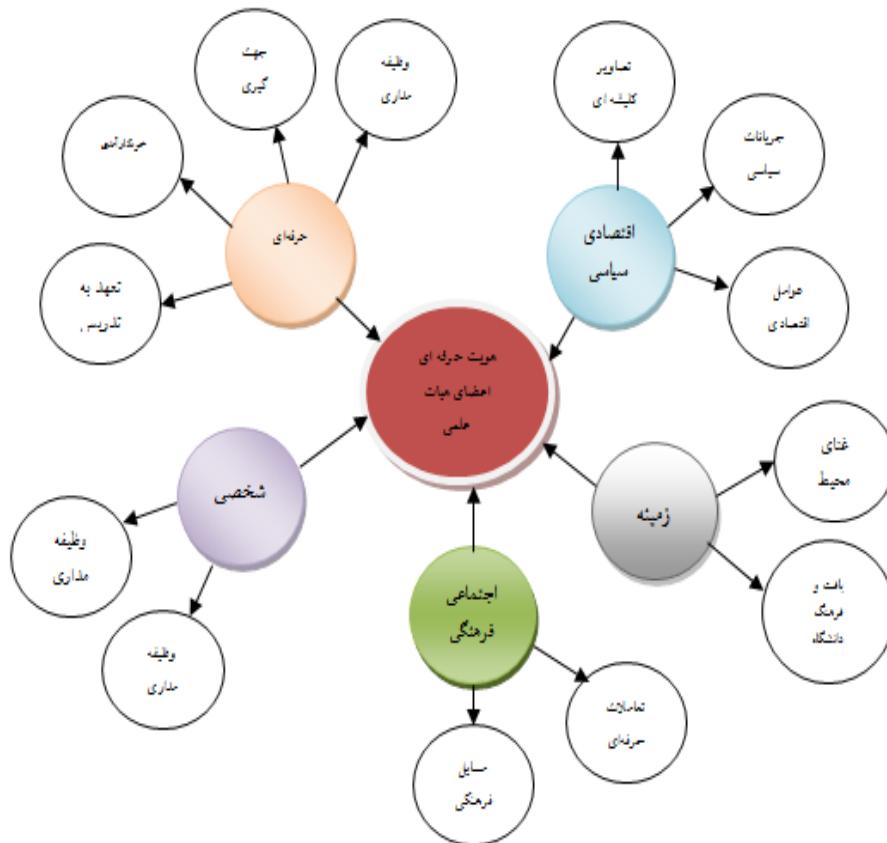 جهت
گیری
وظیفه
مداری
خودکارآمدی
تعهد به
تدریس
حرفه‌ای
تصاویر
کلیشه ای
جریانات
سیاسی
عوامل
اقتصادی
اقتصادی
سیاسی
هویت حرفه ای
اعضای هیات
علمی
شخصی
وظیفه
مداری
وظیفه
مداری
اجتماعی
فرهنگی
مسایل
فرهنگی
تعاملات
حرفه‌ای
زمینه
غنای
محیط
بافت و
فرهنگ
دانشگاه